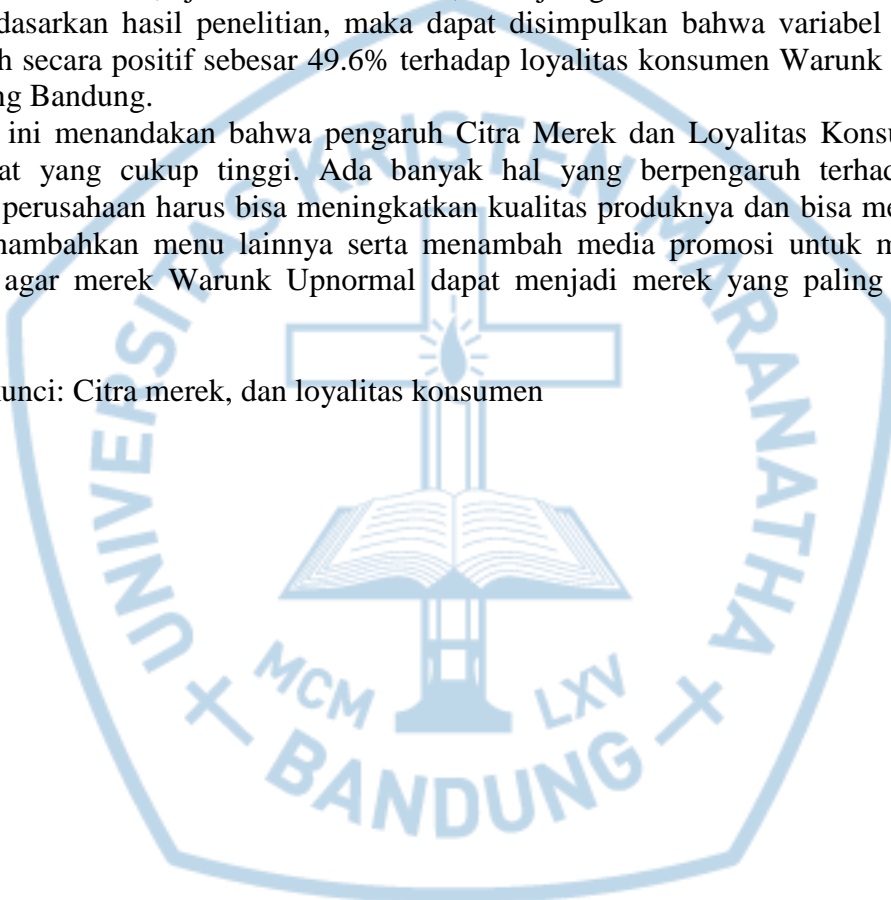 dasarkan hasil penelitian, maka dapat disimpulkan bahwa variabel
h secara positif sebesar 49.6% terhadap loyalitas konsumen Warunk
ng Bandung.
ini menandakan bahwa pengaruh Citra Merek dan Loyalitas Konsu
at yang cukup tinggi. Ada banyak hal yang berpengaruh terhad
perusahaan harus bisa meningkatkan kualitas produknya dan bisa me
nambahkan menu lainnya serta menambah media promosi untuk m
agar merek Warunk Upnormal dapat menjadi merek yang paling
unci: Citra merek, dan loyalitas konsumen
UNIVERSITAS KRISTEN MARANATHA
MCM LXV
BANDUNG